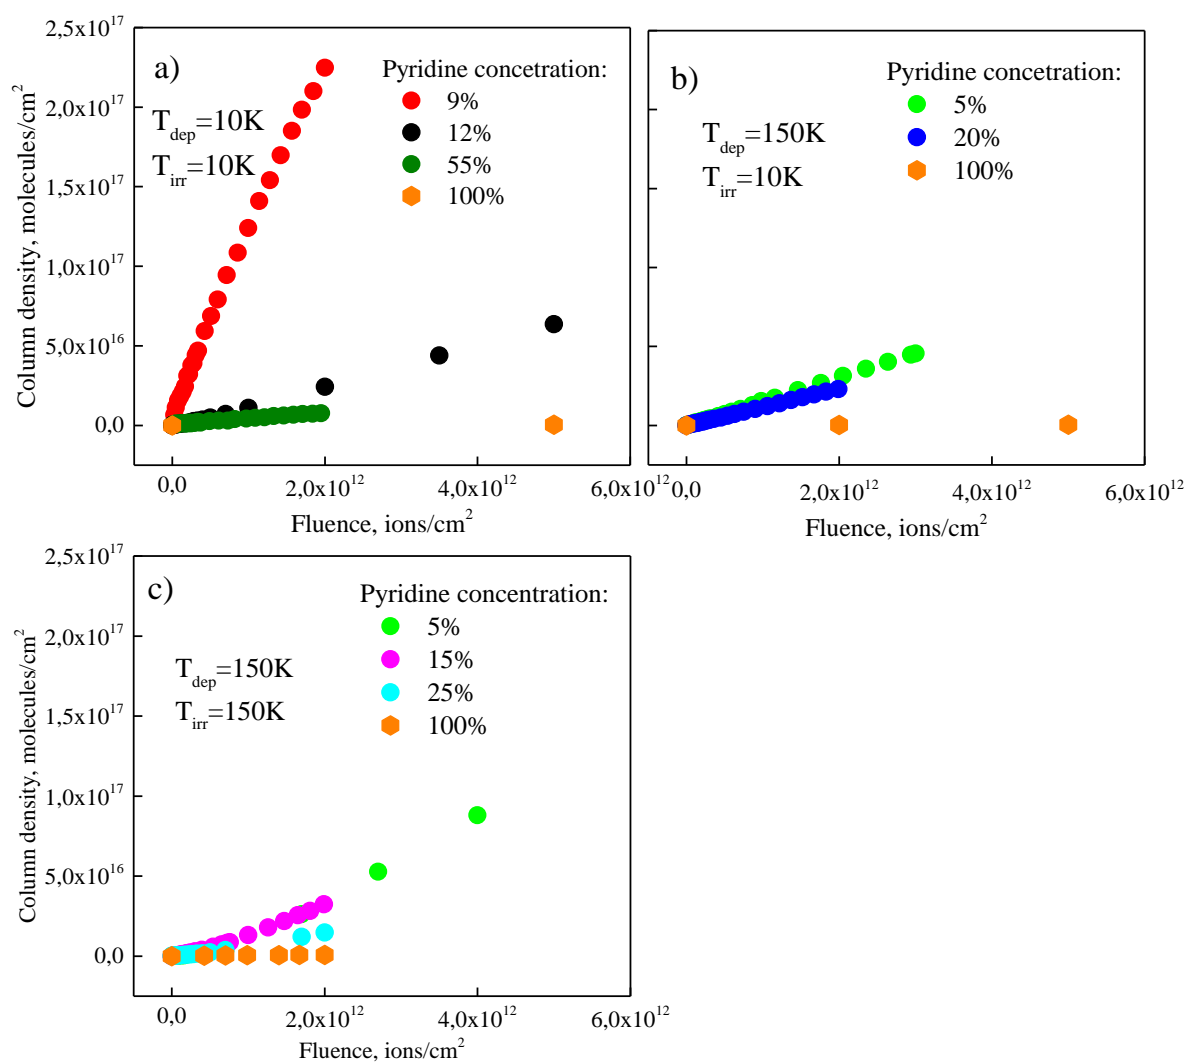 a)
T_dep=10K
T_irr=10K
Pyridine concetration:
9%
12%
55%
100%
2,5x10^17
2,0x10^17
1,5x10^17
1,0x10^17
5,0x10^16
0,0
Column density, molecules/cm^2
0,0
2,0x10^12
4,0x10^12
6,0x10^12
Fluence, ions/cm^2
b)
T_dep=150K
T_irr=10K
Pyridine concetration:
5%
20%
100%
0,0
2,0x10^12
4,0x10^12
6,0x10^12
Fluence, ions/cm^2
c)
T_dep=150K
T_irr=150K
Pyridine concentration:
5%
15%
25%
100%
2,5x10^17
2,0x10^17
1,5x10^17
1,0x10^17
5,0x10^16
0,0
Column density, molecules/cm^2
0,0
2,0x10^12
4,0x10^12
6,0x10^12
Fluence, ions/cm^2